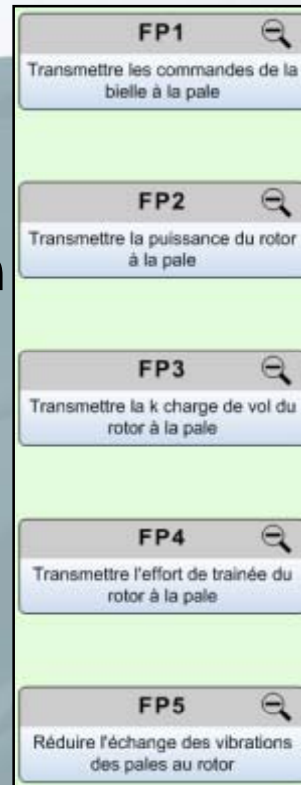 FP1
Transmettre les commandes de la
bielle à la pale
FP2
Transmettre la puissance du rotor
à la pale
n
FP3
Transmettre la k charge de vol du
rotor à la pale
FP4
Transmettre l'effort de trainée du
rotor à la pale
FP5
Réduire l'échange des vibrations
des pales au rotor